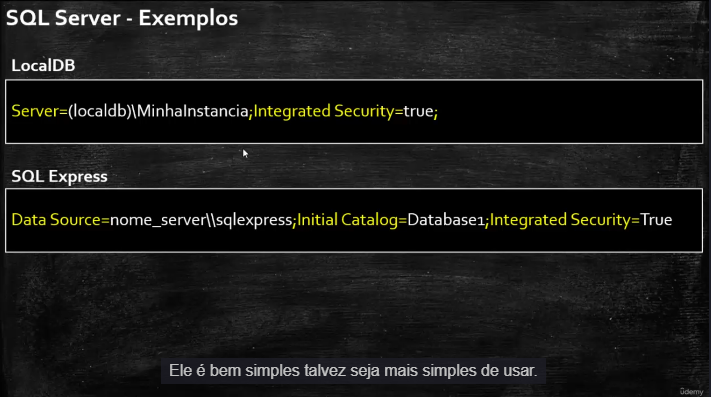 SQL Server - Exemplos
LocalDB
Server=(localdb)\MinhaInstancia;Integrated Security=true;
SQL Express
Data Source=nome_server\\sqlexpress;Initial Catalog=Database1;Integrated Security=True
Ele é bem simples talvez seja mais simples de usar.
ûdemy